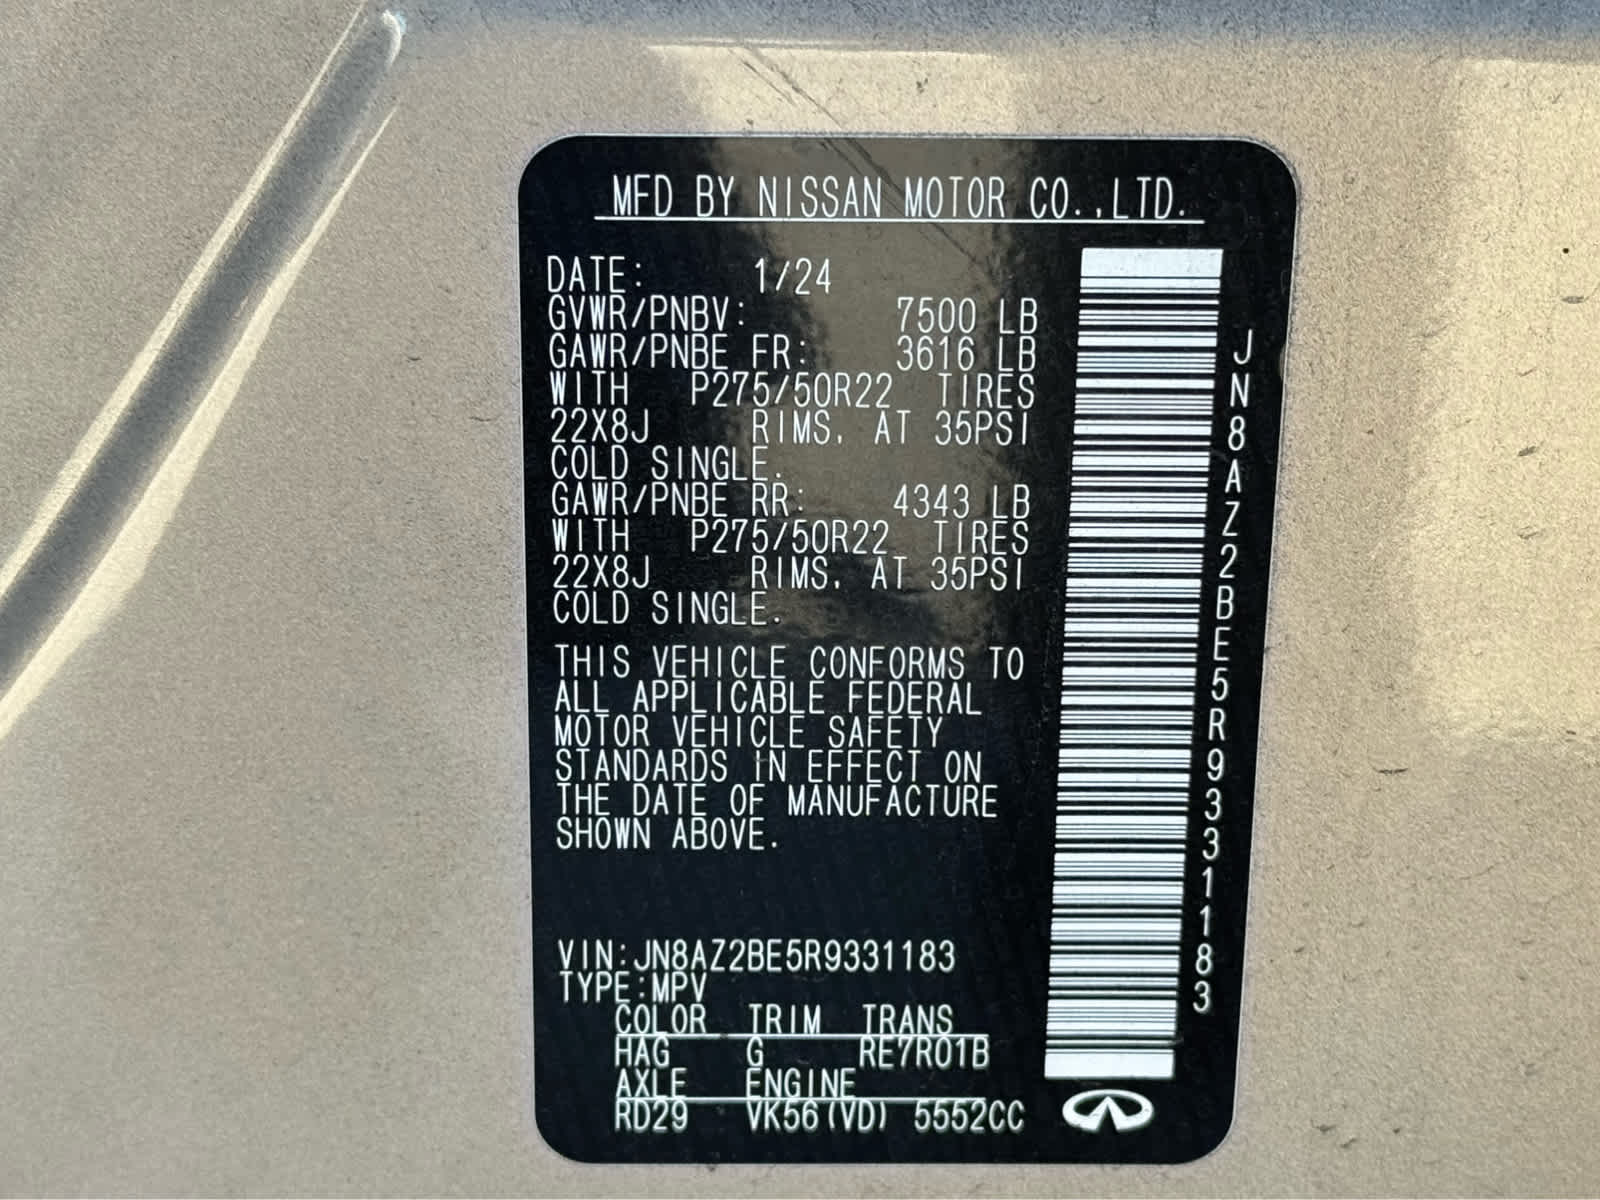 MFD BY NISSAN MOTOR CO.,LTD.
DATE: 1/24
GVWR/PNBV: 7500 LB
GAWR/PNBE FR: 3616 LB
WITH P275/50R22 TIRES
22X8J RIMS, AT 35PSI
COLD SINGLE.
GAWR/PNBE RR: 4343 LB
WITH P275/50R22 TIRES
22X8J RIMS, AT 35PSI
COLD SINGLE.
THIS VEHICLE CONFORMS TO
ALL APPLICABLE FEDERAL
MOTOR VEHICLE SAFETY
STANDARDS IN EFFECT ON
THE DATE OF MANUFACTURE
SHOWN ABOVE.
VIN:JN8AZ2BE5R9331183
TYPE:MPV
COLOR TRIM TRANS
HAG G RE7R01B
AXLE ENGINE
RD29 VK56(VD) 5552CC
JN8AZ2BE5R9331183